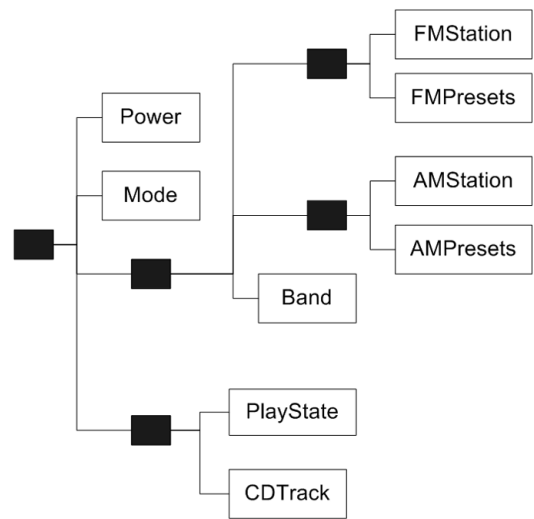 FMStation
FMPresets
Power
Mode
AMStation
AMPresets
Band
PlayState
CDTrack